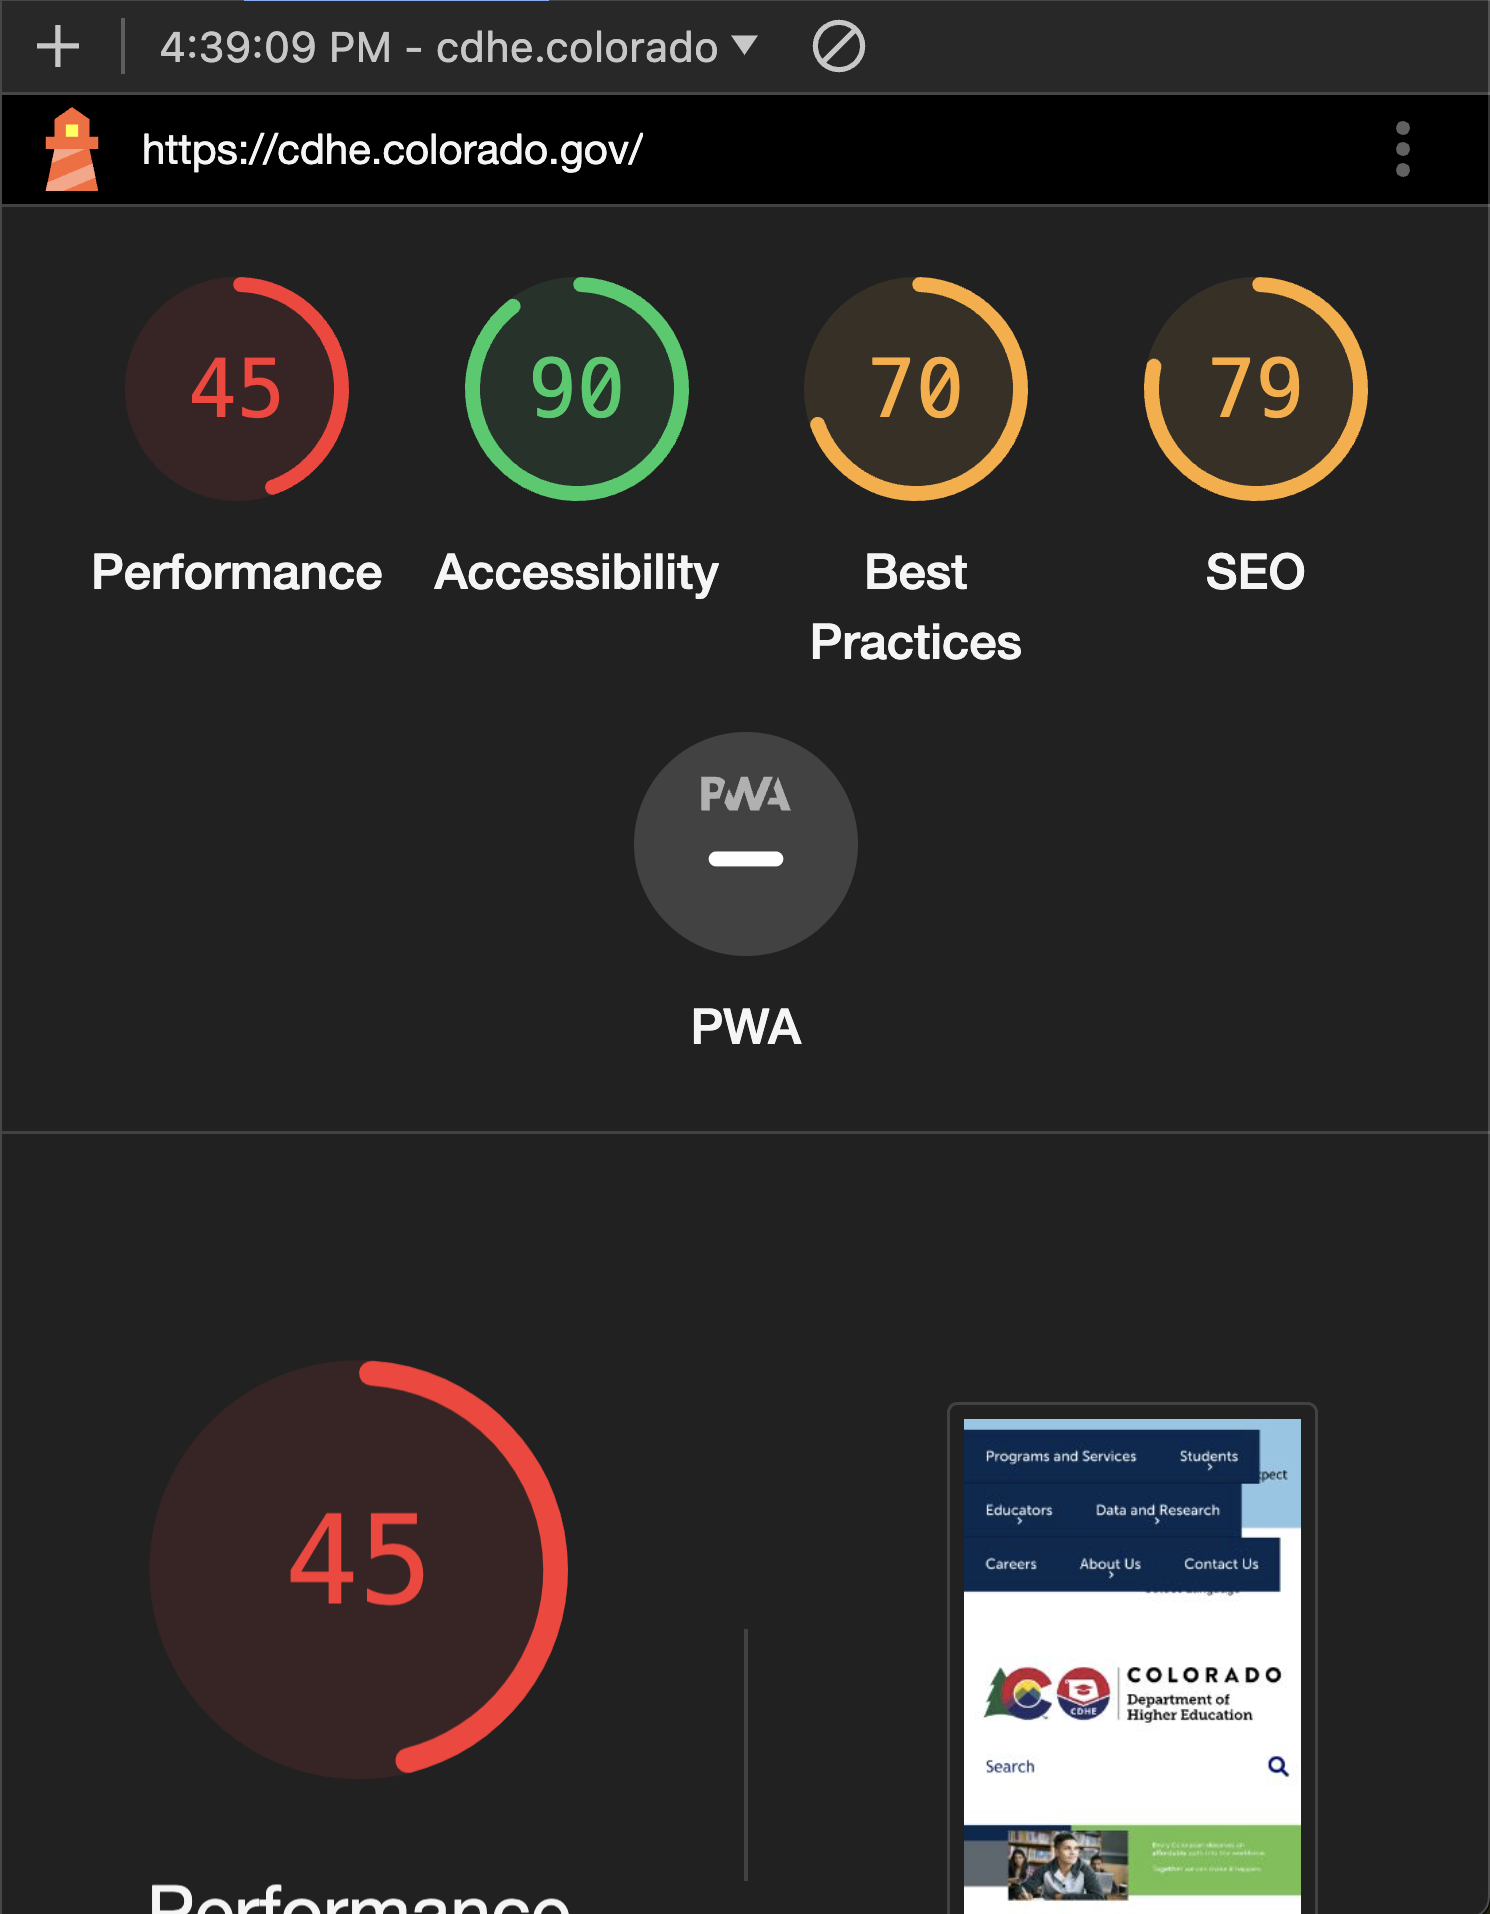 4:39:09 PM - cdhe.colorado
https://cdhe.colorado.gov/
45
90
70
79
Performance
Accessibility
Best
Practices
SEO
PWA
PWA
45
Performance
Programs and Services
Students
Educators
Data and Research
Careers
About Us
Contact Us
COLORADO
Department of
Higher Education
CDHE
Search